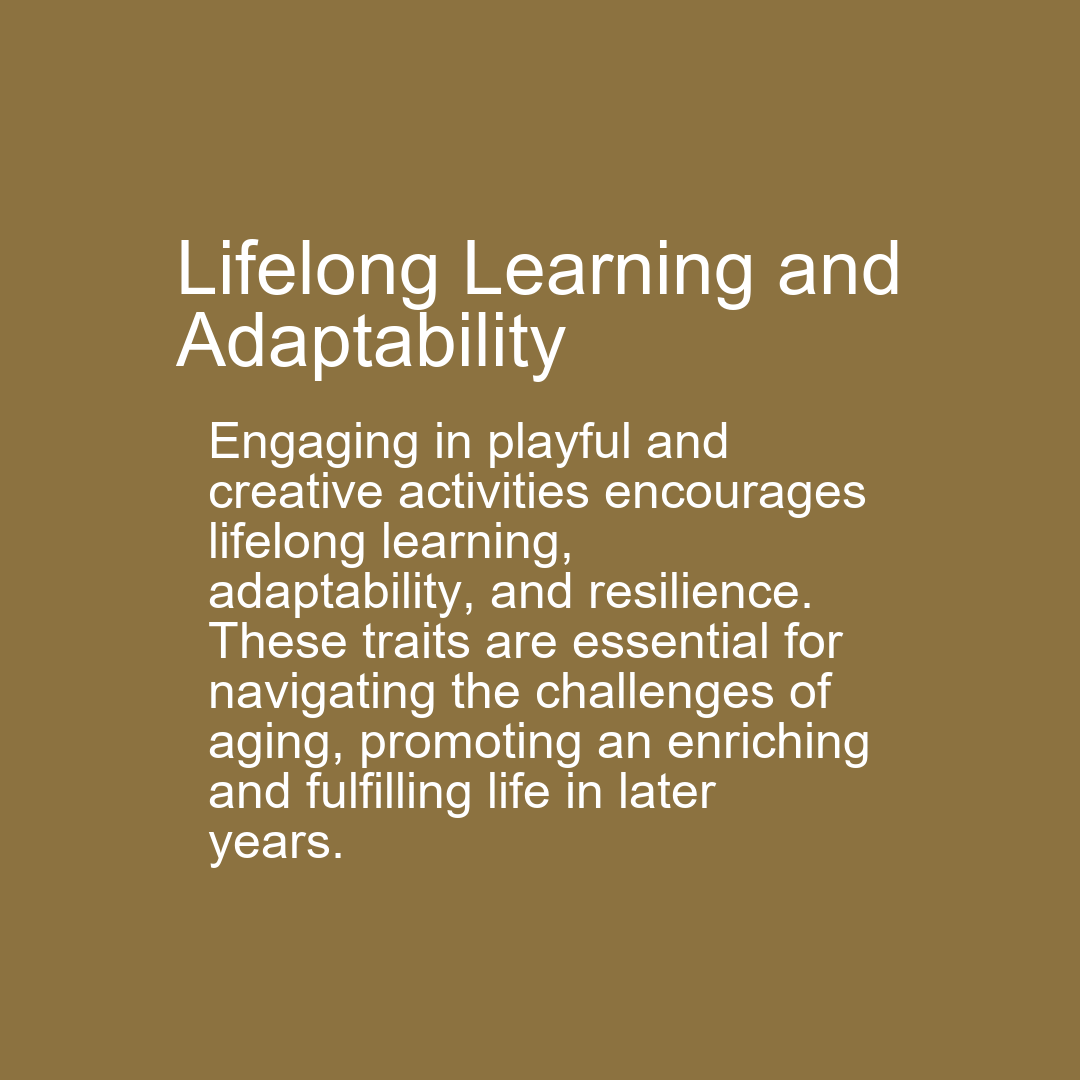 Lifelong Learning and
Adaptability
Engaging in playful and
creative activities encourages
lifelong learning,
adaptability, and resilience.
These traits are essential for
navigating the challenges of
aging, promoting an enriching
and fulfilling life in later
years.